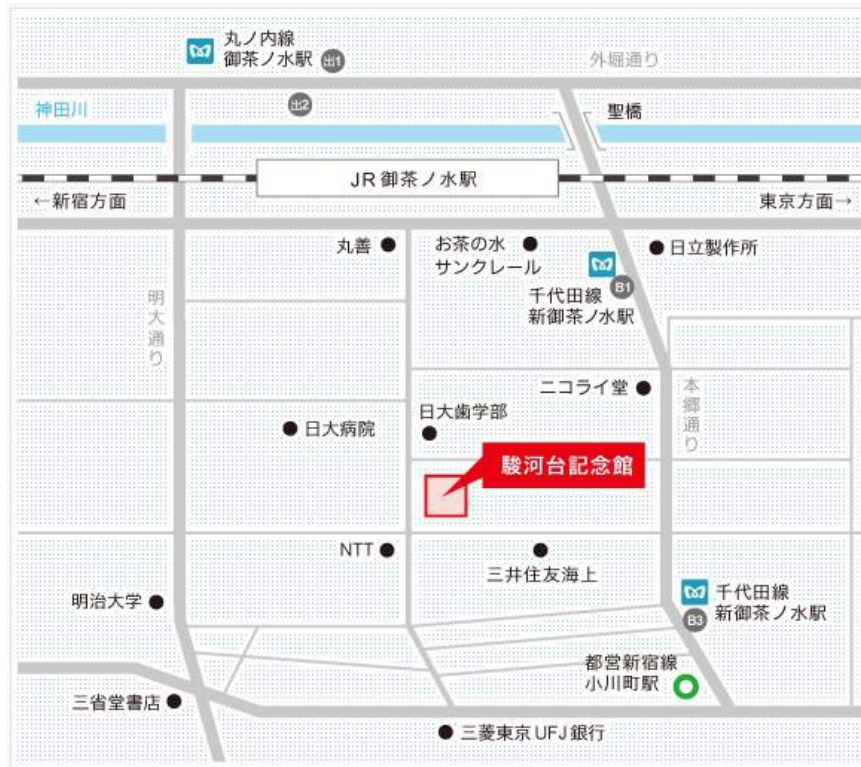 丸ノ内線
御茶ノ水駅 出1
外堀通り
神田川
出2
聖橋
JR御茶ノ水駅
←新宿方面
東京方面→
丸善
お茶の水
サンクレール
日立製作所
千代田線
新御茶ノ水駅
B1
明大通り
ニコライ堂
本郷通り
日大歯学部
日大病院
駿河台記念館
NTT
三井住友海上
明治大学
千代田線
新御茶ノ水駅
B3
都営新宿線
小川町駅
三省堂書店
三菱東京UFJ銀行